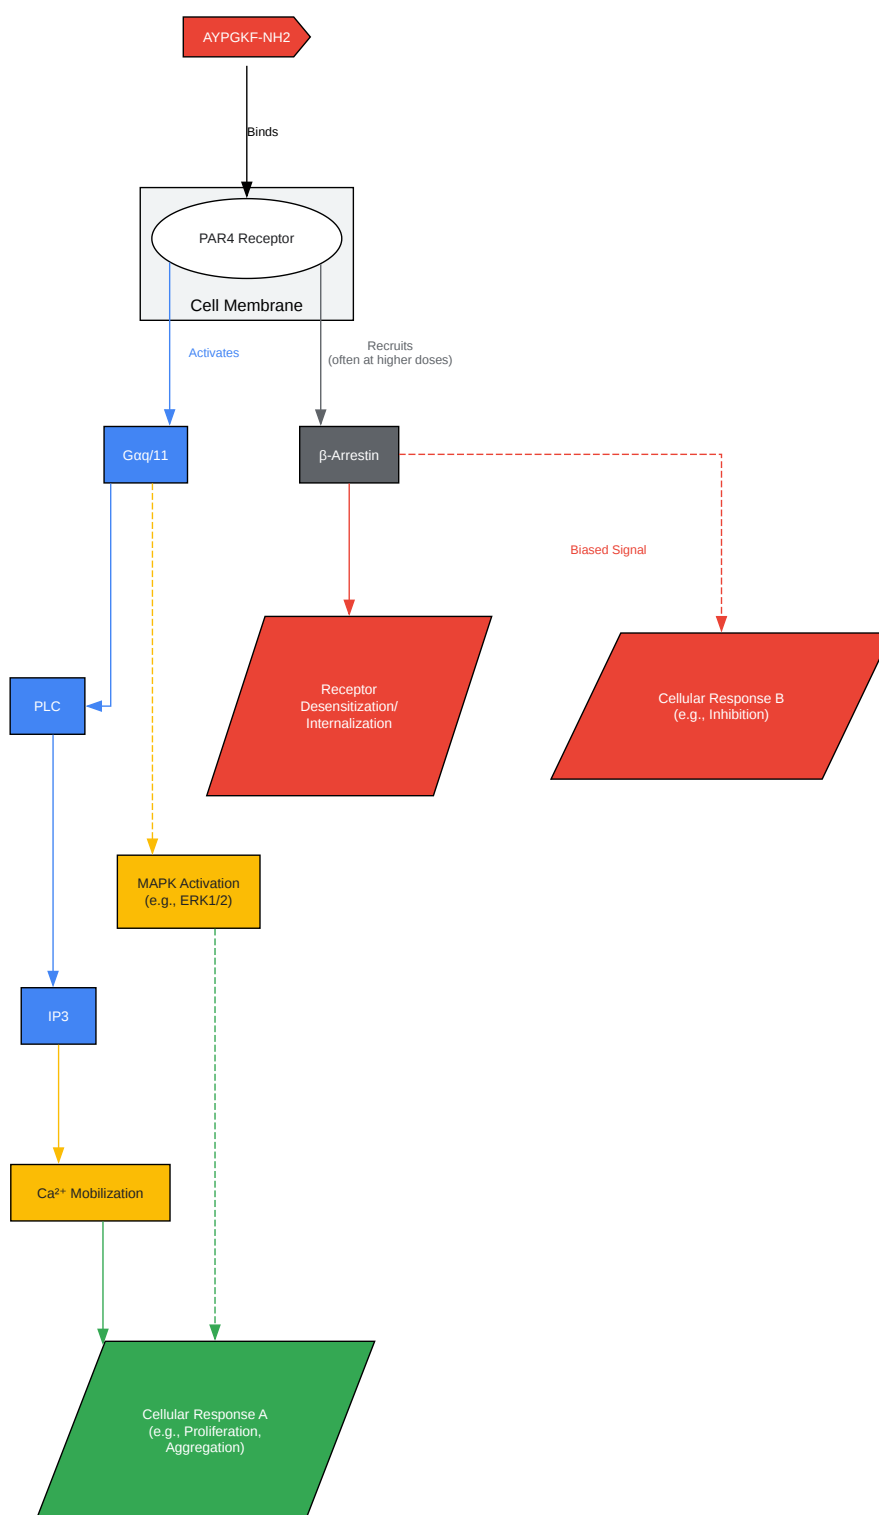 AYPGKF-NH2
Binds
PAR4 Receptor
Cell Membrane
Activates
Recruits
(often at higher doses)
Gαq/11
β-Arrestin
Biased Signal
PLC
Receptor
Desensitization/
Internalization
Cellular Response B
(e.g., Inhibition)
MAPK Activation
(e.g., ERK1/2)
IP3
Ca²⁺ Mobilization
Cellular Response A
(e.g., Proliferation,
Aggregation)